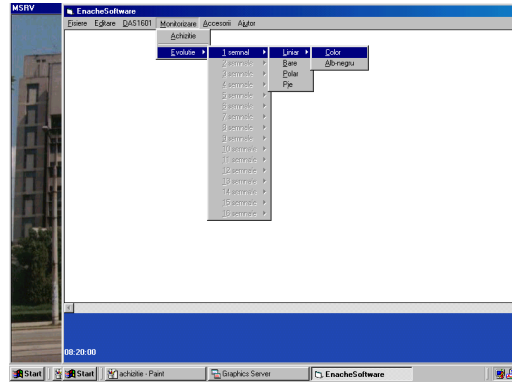 MSRV
EnacheSoftware
Fisiere Editare DAS1601 Monitorizare Accesorii Ajutor
Achizitie
Evolutie 1 semnal Liniar Color
2 semnale Bare Alb-negru
3 semnale Polar
4 semnale Pie
5 semnale
6 semnale
7 semnale
8 semnale
9 semnale
10 semnale
11 semnale
12 semnale
13 semnale
14 semnale
15 semnale
16 semnale
08:20:00
Start Start achizitie - Paint Graphics Server EnacheSoftware